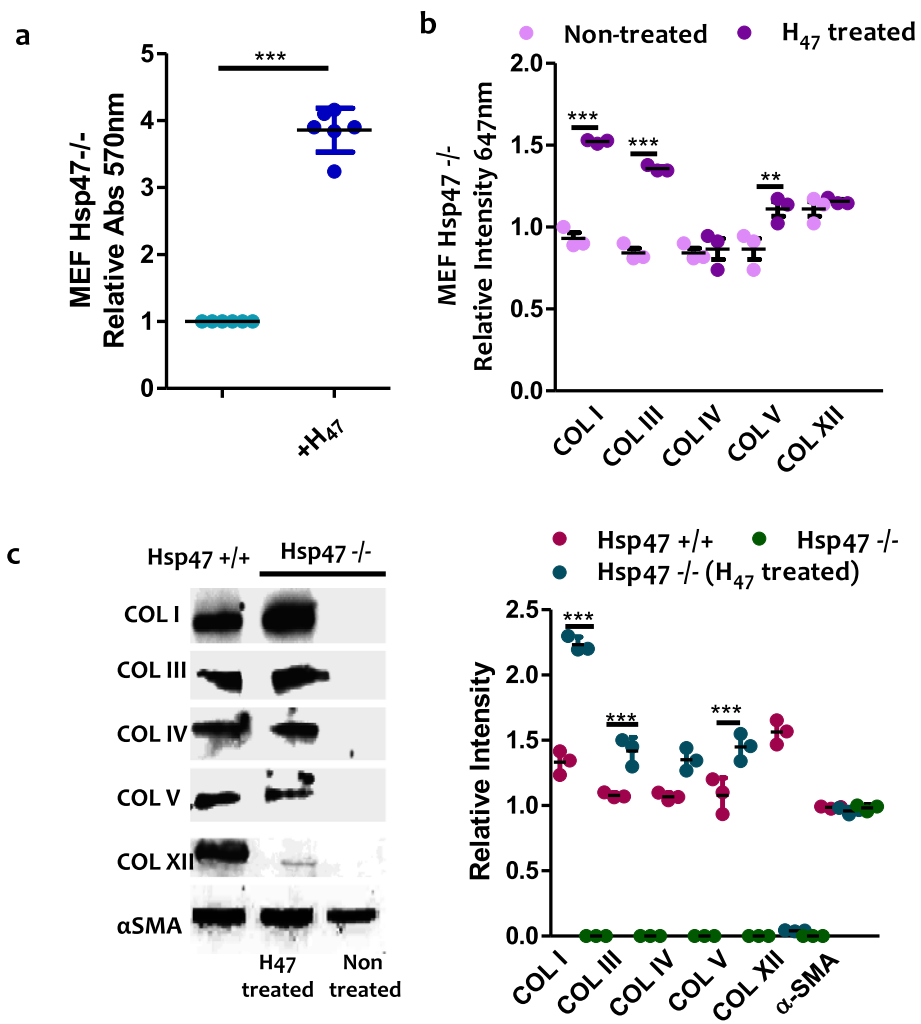 a
MEF Hsp47-/-
Relative Abs 570nm
5
4
3
2
1
0
***
+H47
b
Non-treated
H47 treated
MEF Hsp47 -/-
Relative Intensity 647nm
2.0
1.5
1.0
0.5
0.0
***
***
**
COL I
COL III
COL IV
COL V
COL XII
c
Hsp47 +/+
Hsp47 -/-
COL I
COL III
COL IV
COL V
COL XII
αSMA
H47
treated
Non
treated
Hsp47 +/+
Hsp47 -/-
Hsp47 -/- (H47 treated)
Relative Intensity
2.5
2.0
1.5
1.0
0.5
0.0
***
***
***
COL I
COL III
COL IV
COL V
COL XII
α-SMA